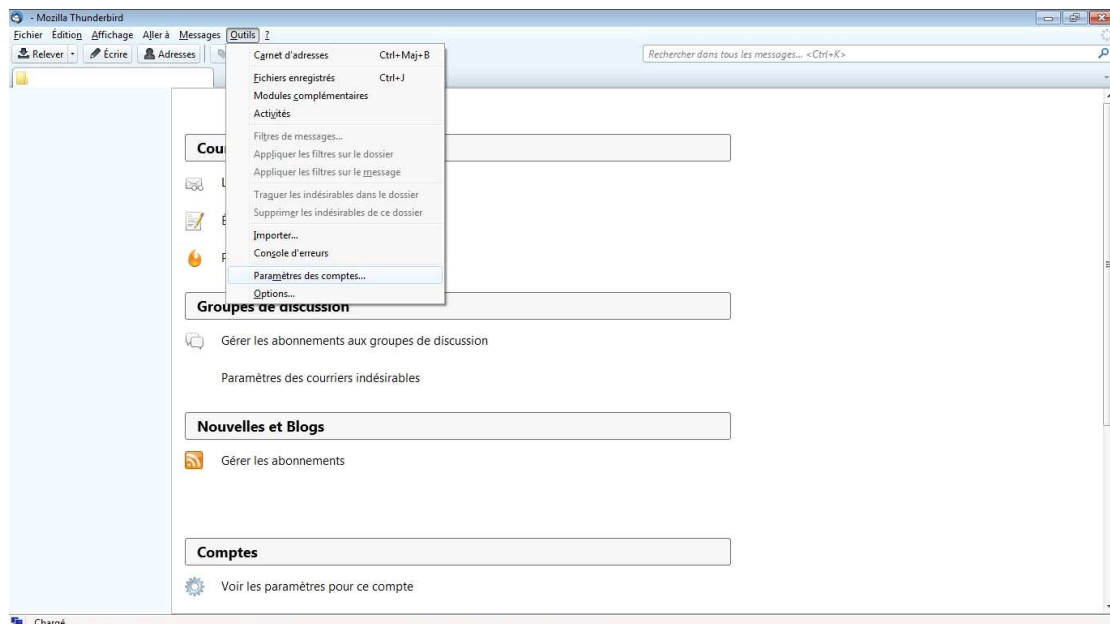 - Mozilla Thunderbird
Fichier Édition Affichage Aller à Messages Outils ?
Relever Écrire Adresses
Rechercher dans tous les messages... <Ctrl+K>
Carnet d'adresses Ctrl+Maj+B
Fichiers enregistrés Ctrl+J
Modules complémentaires
Activités
Filtres de messages...
Appliquer les filtres sur le dossier
Appliquer les filtres sur le message
Traquer les indésirables dans le dossier
Supprimer les indésirables de ce dossier
Importer...
Console d'erreurs
Paramètres des comptes...
Options...
Cou
L
É
Groupes de discussion
Gérer les abonnements aux groupes de discussion
Paramètres des courriers indésirables
Nouvelles et Blogs
Gérer les abonnements
Comptes
Voir les paramètres pour ce compte
Chargé